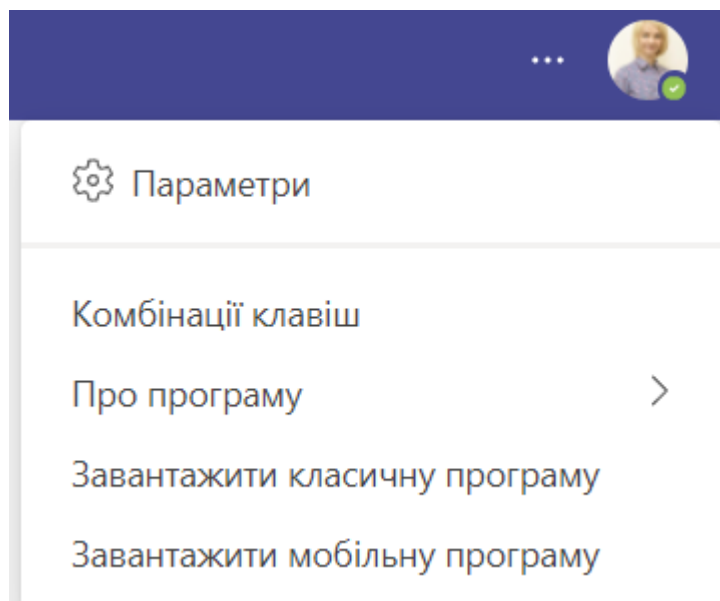 Параметри
Комбінації клавіш
Про програму
Завантажити класичну програму
Завантажити мобільну програму